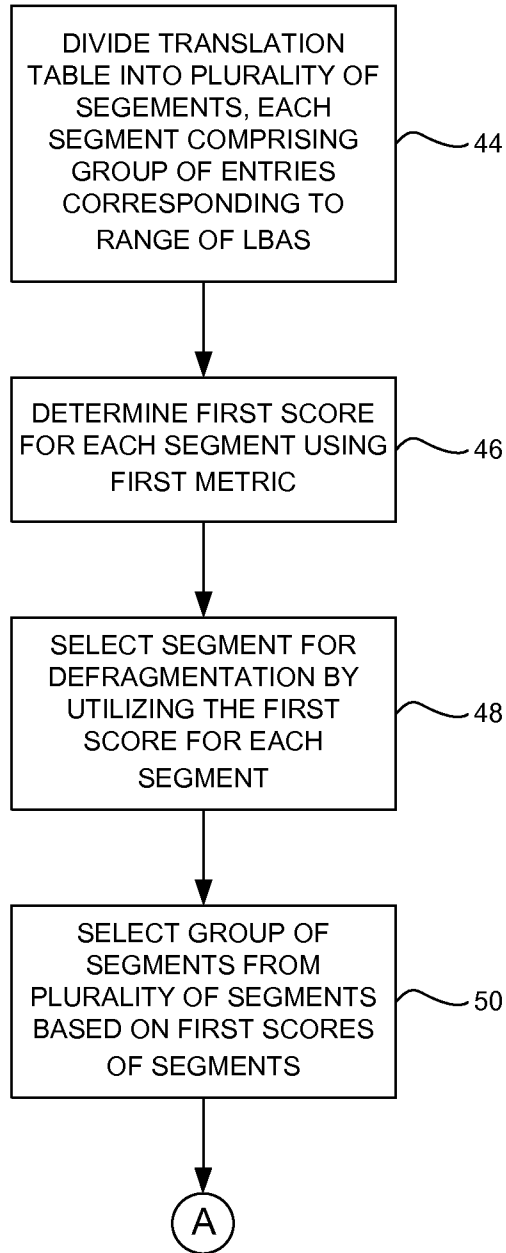 DIVIDE TRANSLATION
TABLE INTO PLURALITY OF
SEGEMENTS, EACH
SEGMENT COMPRISING
GROUP OF ENTRIES
CORRESPONDING TO
RANGE OF LBAS
44
DETERMINE FIRST SCORE
FOR EACH SEGMENT USING
FIRST METRIC
46
SELECT SEGMENT FOR
DEFRAGMENTATION BY
UTILIZING THE FIRST
SCORE FOR EACH
SEGMENT
48
SELECT GROUP OF
SEGMENTS FROM
PLURALITY OF SEGMENTS
BASED ON FIRST SCORES
OF SEGMENTS
50
A